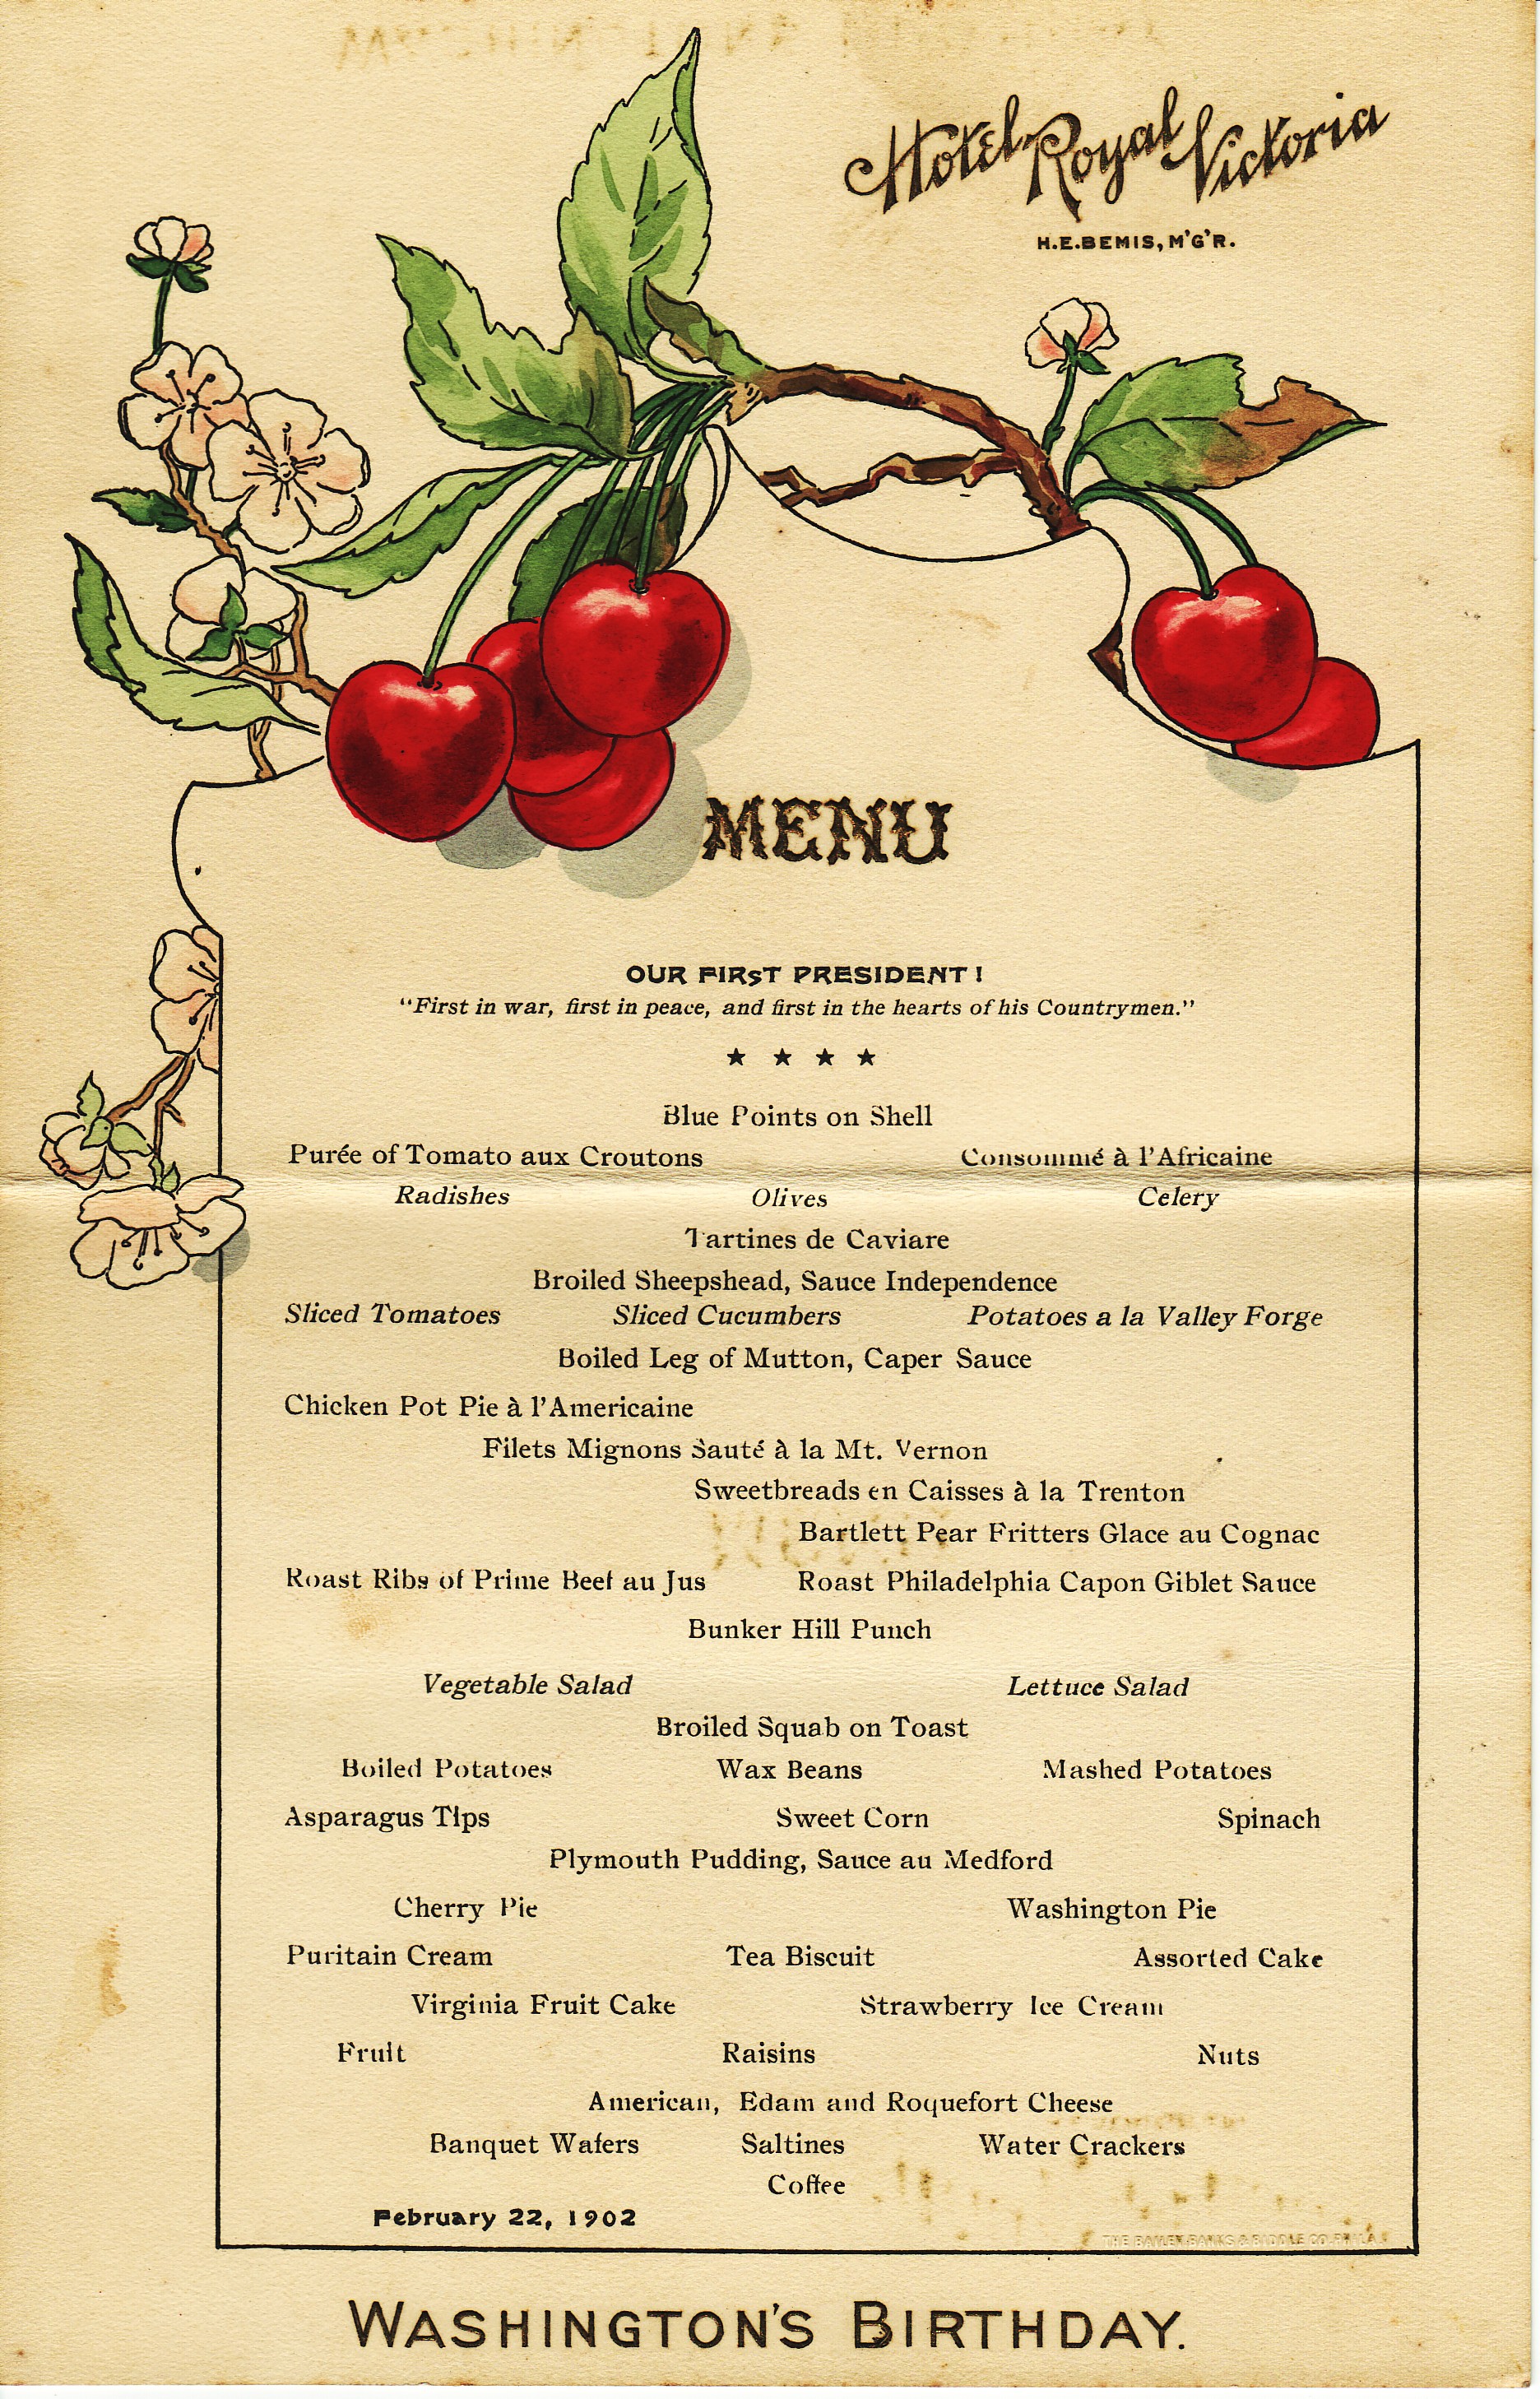 Hotel Royal Victoria
H.E.BEMIS, M'G'R.
MENU
OUR FIRST PRESIDENT!
"First in war, first in peace, and first in the hearts of his Countrymen."
★ ★ ★ ★
Blue Points on Shell
Purée of Tomato aux Croutons Consommé à l'Africaine
Radishes Olives Celery
Tartines de Caviare
Broiled Sheepshead, Sauce Independence
Sliced Tomatoes Sliced Cucumbers Potatoes a la Valley Forge
Boiled Leg of Mutton, Caper Sauce
Chicken Pot Pie à l'Americaine
Filets Mignons Sauté à la Mt. Vernon
Sweetbreads en Caisses à la Trenton
Bartlett Pear Fritters Glace au Cognac
Roast Ribs of Prime Beef au Jus Roast Philadelphia Capon Giblet Sauce
Bunker Hill Punch
Vegetable Salad Lettuce Salad
Broiled Squab on Toast
Boiled Potatoes Wax Beans Mashed Potatoes
Asparagus Tips Sweet Corn Spinach
Plymouth Pudding, Sauce au Medford
Cherry Pie Washington Pie
Puritain Cream Tea Biscuit Assorted Cake
Virginia Fruit Cake Strawberry Ice Cream
Fruit Raisins Nuts
American, Edam and Roquefort Cheese
Banquet Wafers Saltines Water Crackers
Coffee
February 22, 1902
THE BAILEY BANKS & BIDDLE CO PHILA
WASHINGTON'S BIRTHDAY.